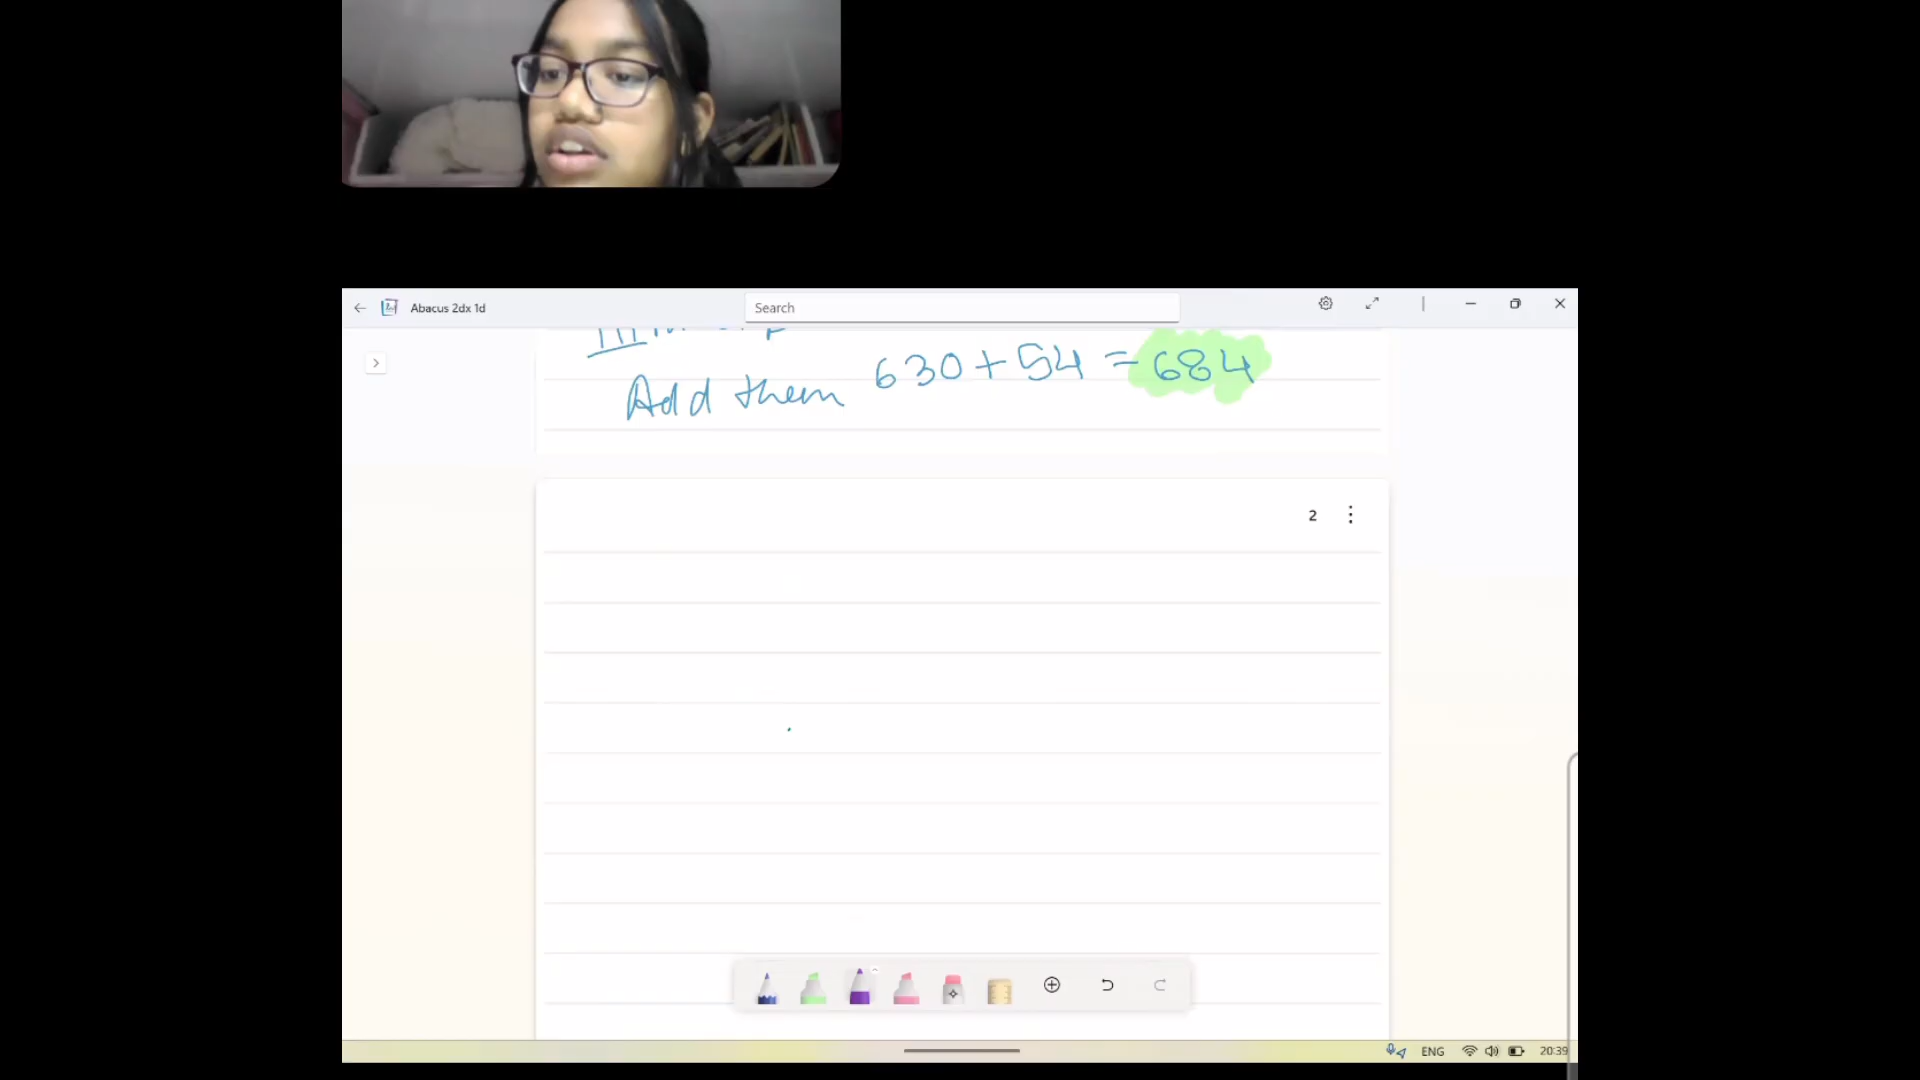 Abacus 2dx 1d
Search
630 + 54 = 684
Add them
2
ENG
20:39